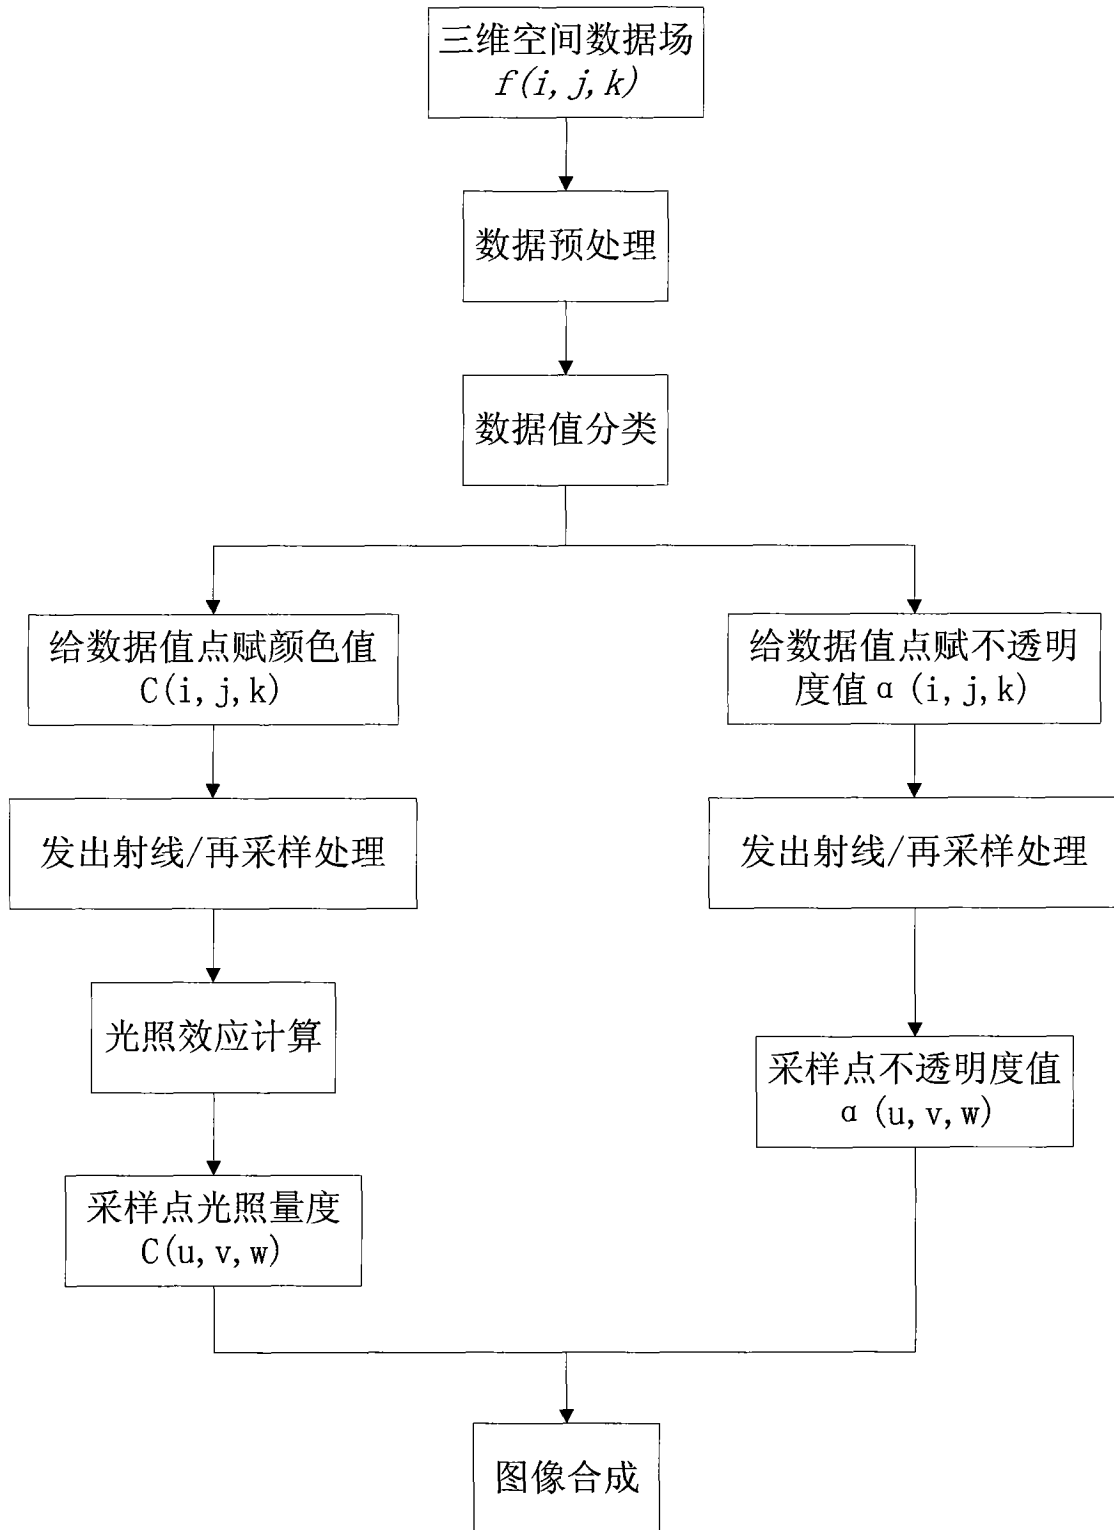 三维空间数据场
f(i,j,k)
数据预处理
数据值分类
给数据值点赋颜色值
C(i,j,k)
发出射线/再采样处理
光照效应计算
采样点光照量度
C(u,v,w)
给数据值点赋不透明
度值α(i,j,k)
发出射线/再采样处理
采样点不透明度值
α(u,v,w)
图像合成